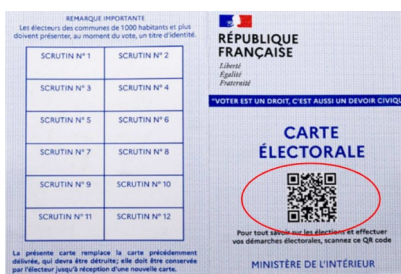 REMARQUE IMPORTANTE
Les électeurs des communes de 1000 habitants et plus
doivent présenter, au moment du vote, un titre d'identité.
SCRUTIN N° 1
SCRUTIN N° 2
SCRUTIN N° 3
SCRUTIN N° 4
SCRUTIN N° 5
SCRUTIN N° 6
SCRUTIN N° 7
SCRUTIN N° 8
SCRUTIN N° 9
SCRUTIN N° 10
SCRUTIN N° 11
SCRUTIN N° 12
La présente carte remplace la carte précédemment
délivrée, qui devra être détruite; elle doit être conservée
par l'électeur jusqu'à réception d'une nouvelle carte.
RÉPUBLIQUE
FRANÇAISE
Liberté
Égalité
Fraternité
"VOTER EST UN DROIT, C'EST AUSSI UN DEVOIR CIVIQU
CARTE
ÉLECTORALE
Pour tout savoir sur les élections et effectuer
vos démarches électorales, scannez ce QR code
MINISTÈRE DE L'INTÉRIEUR